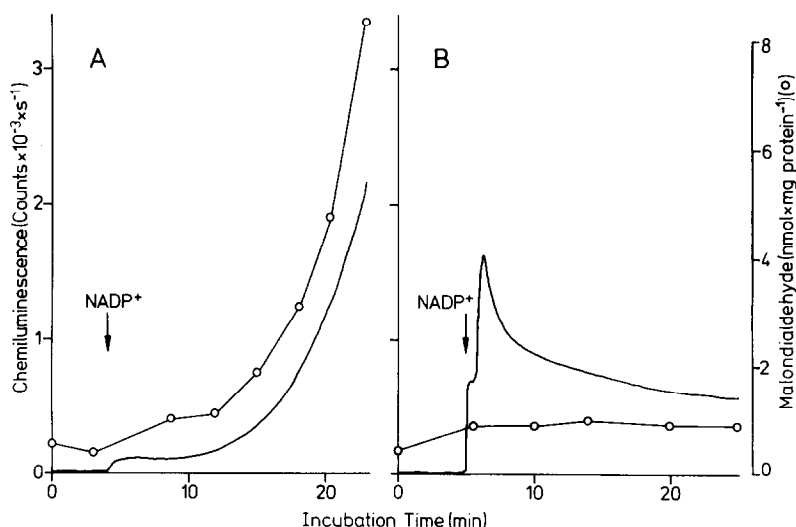 A
B
Chemiluminescence (Counts×10⁻³×s⁻¹)
3
2
1
0
NADP⁺
NADP⁺
8
6
4
2
0
Malondialdehyde (nmol×mg protein⁻¹)(o)
0
10
20
0
10
20
Incubation Time (min)